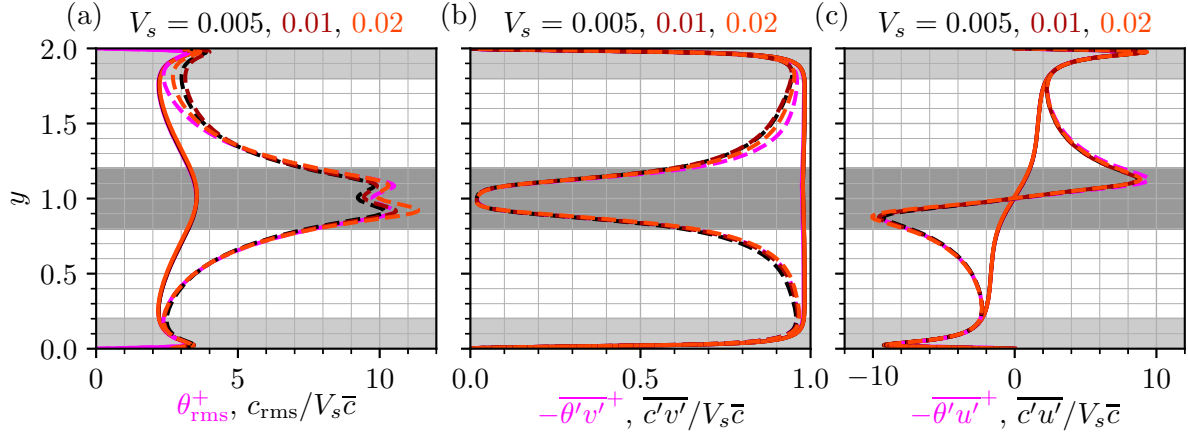 (a) V_s = 0.005, 0.01, 0.02
(b) V_s = 0.005, 0.01, 0.02
(c) V_s = 0.005, 0.01, 0.02
2.0
1.5
1.0
0.5
0.0
y
0 5 10
0.0 0.5 1.0
−10 0 10
θ⁺_rms, c_rms/V_s c̅
−\overline{θ′v′}⁺, \overline{c′v′}/V_s c̅
−\overline{θ′u′}⁺, \overline{c′u′}/V_s c̅